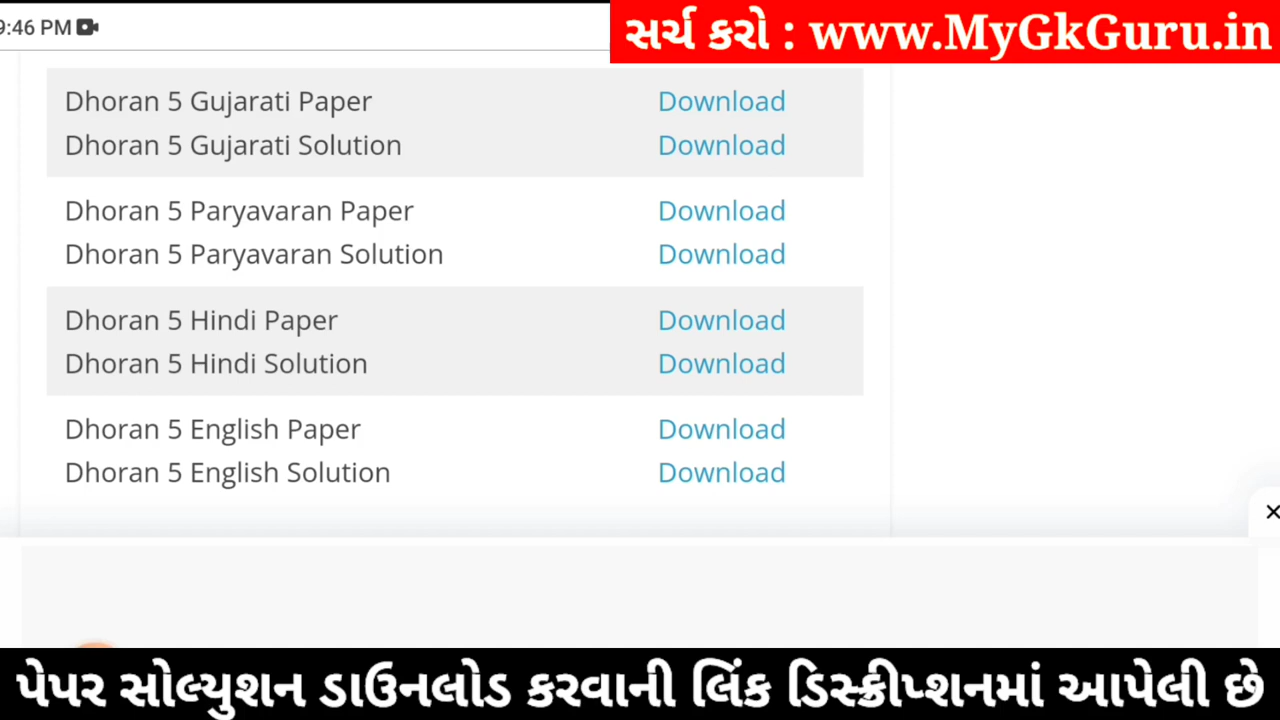 9:46 PM
સર્ચ કરો : www.MyGkGuru.in
Dhoran 5 Gujarati Paper Download
Dhoran 5 Gujarati Solution Download
Dhoran 5 Paryavaran Paper Download
Dhoran 5 Paryavaran Solution Download
Dhoran 5 Hindi Paper Download
Dhoran 5 Hindi Solution Download
Dhoran 5 English Paper Download
Dhoran 5 English Solution Download
પેપર સોલ્યુશન ડાઉનલોડ કરવાની લિંક ડિસ્ક્રીપ્શનમાં આપેલી છે